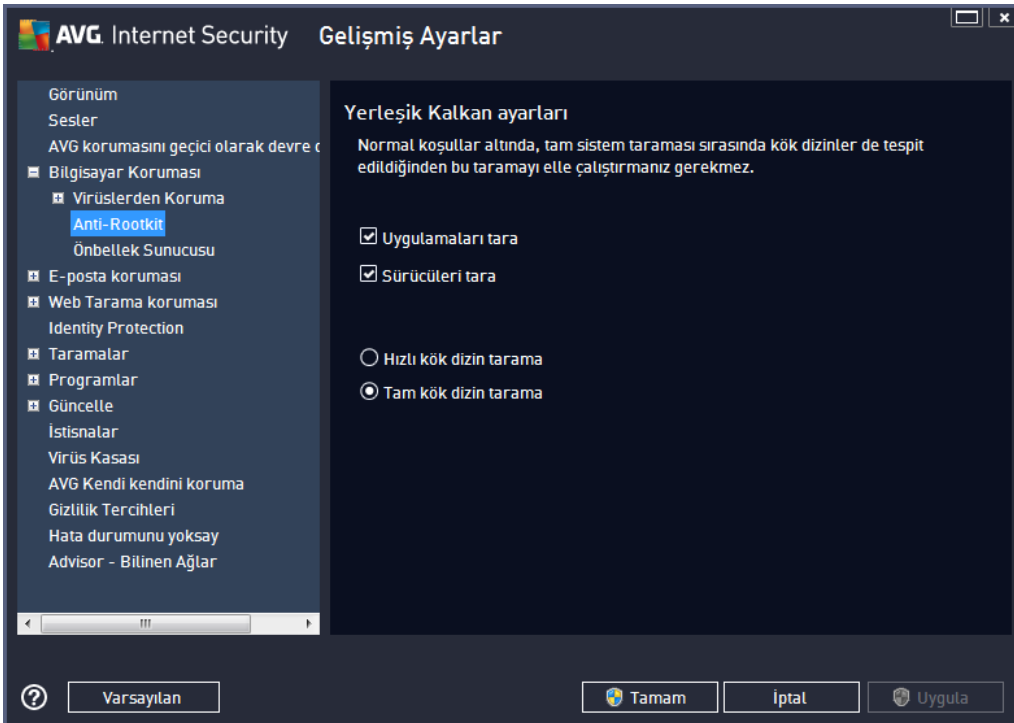 AVG. Internet Security Gelişmiş Ayarlar
Görünüm
Sesler
AVG korumasını geçici olarak devre d
Bilgisayar Koruması
Virüslerden Koruma
Anti-Rootkit
Önbellek Sunucusu
E-posta koruması
Web Tarama koruması
Identity Protection
Taramalar
Programlar
Güncelle
İstisnalar
Virüs Kasası
AVG Kendi kendini koruma
Gizlilik Tercihleri
Hata durumunu yoksay
Advisor - Bilinen Ağlar
Yerleşik Kalkan ayarları
Normal koşullar altında, tam sistem taraması sırasında kök dizinler de tespit
edildiğinden bu taramayı elle çalıştırmanız gerekmez.
Uygulamaları tara
Sürücüleri tara
Hızlı kök dizin tarama
Tam kök dizin tarama
Varsayılan
Tamam
İptal
Uygula